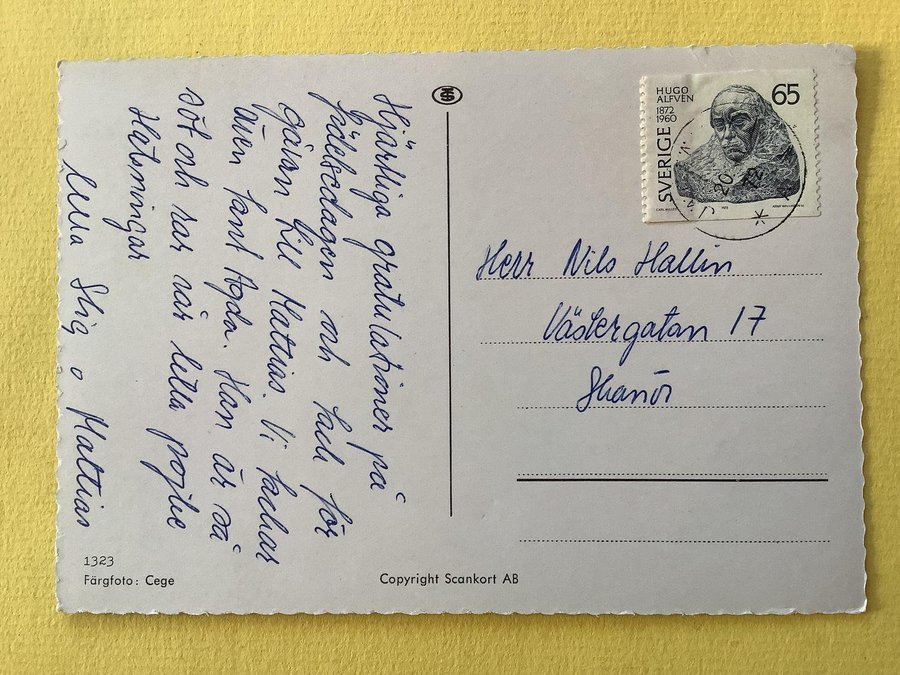 Hjärtliga gratulationer på
födelsedagen och tack för
gåvan till Mattias. Vi tackar
även tant Agda. Han är så
söt och rar vår lilla pojke
Hälsningar
Stig o Mattias
HUGO
ALFVÉN
1872
1960
65
SVERIGE
20
72
Herr Nils Hallin
Västergatan 17
Skanör
1323
Färgfoto: Cege
Copyright Scankort AB